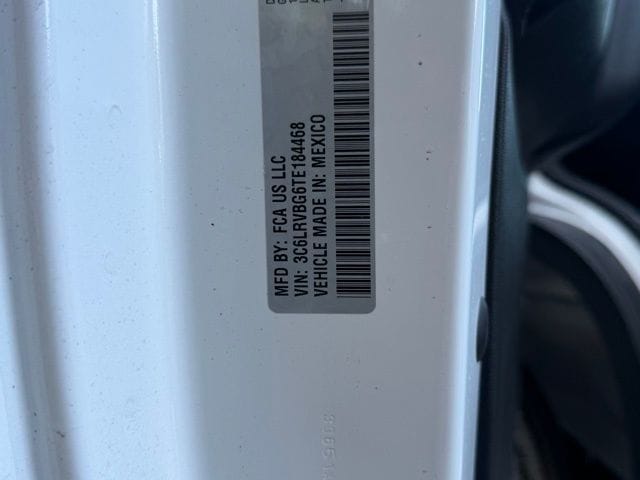 MFD BY: FCA US LLC
VIN: 3C6LRVBG6TE184468
VEHICLE MADE IN: MEXICO